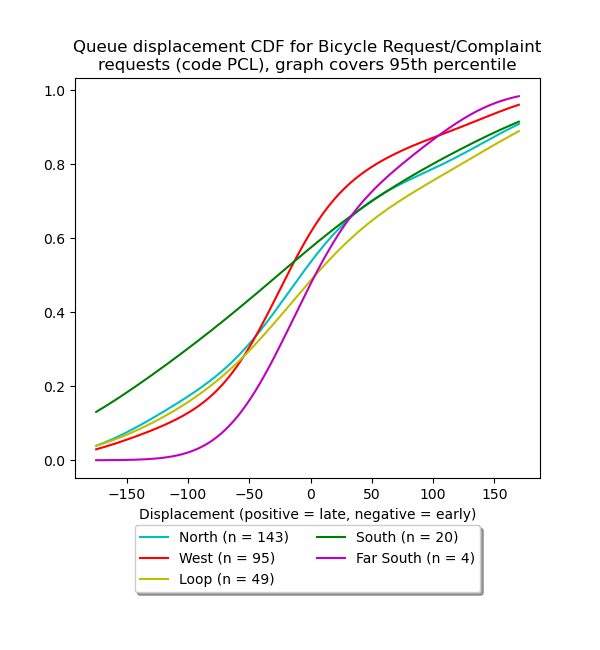 Queue displacement CDF for Bicycle Request/Complaint
requests (code PCL), graph covers 95th percentile
1.0
0.8
0.6
0.4
0.2
0.0
−150 −100 −50 0 50 100 150
Displacement (positive = late, negative = early)
North (n = 143) South (n = 20)
West (n = 95) Far South (n = 4)
Loop (n = 49)